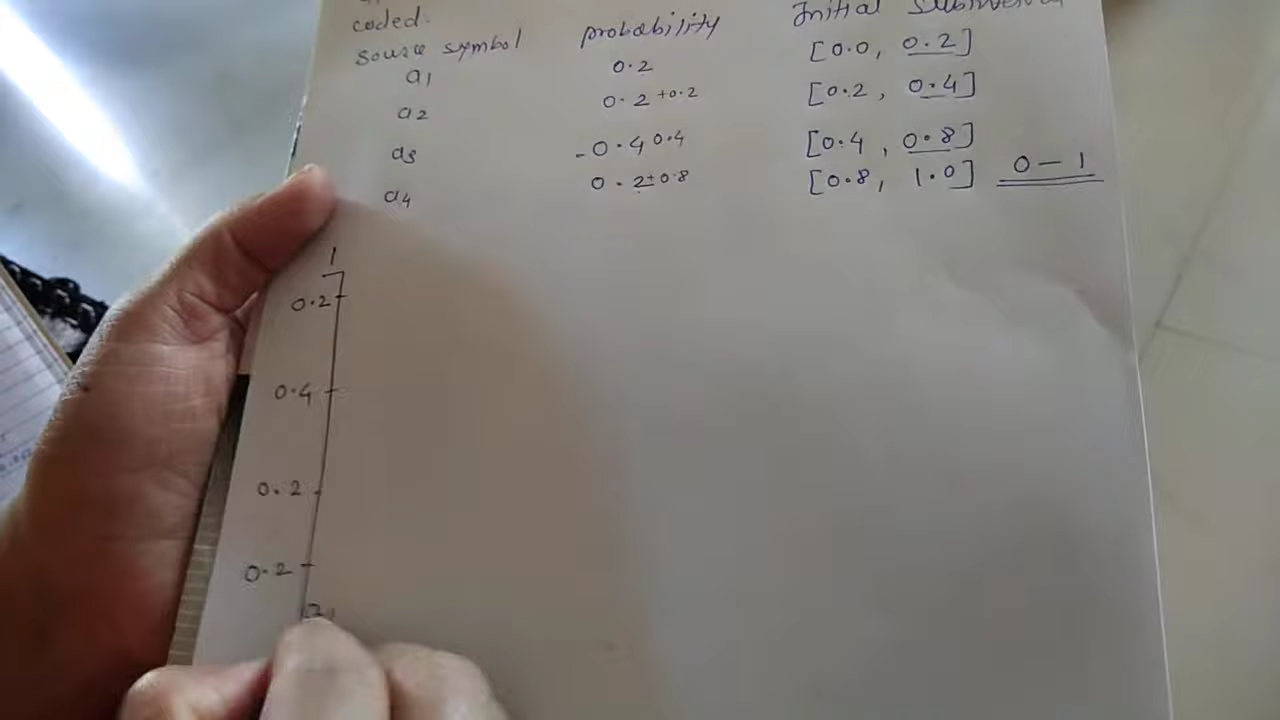 coded.
source symbol probability Initial Subinterval
a1 0.2 [0.0, 0.2]
a2 0.2 +0.2 [0.2, 0.4]
a3 -0.4 0.4 [0.4, 0.8]
a4 0.2 +0.8 [0.8, 1.0] 0-1
1
0.2
0.4
0.2
0.2
a1